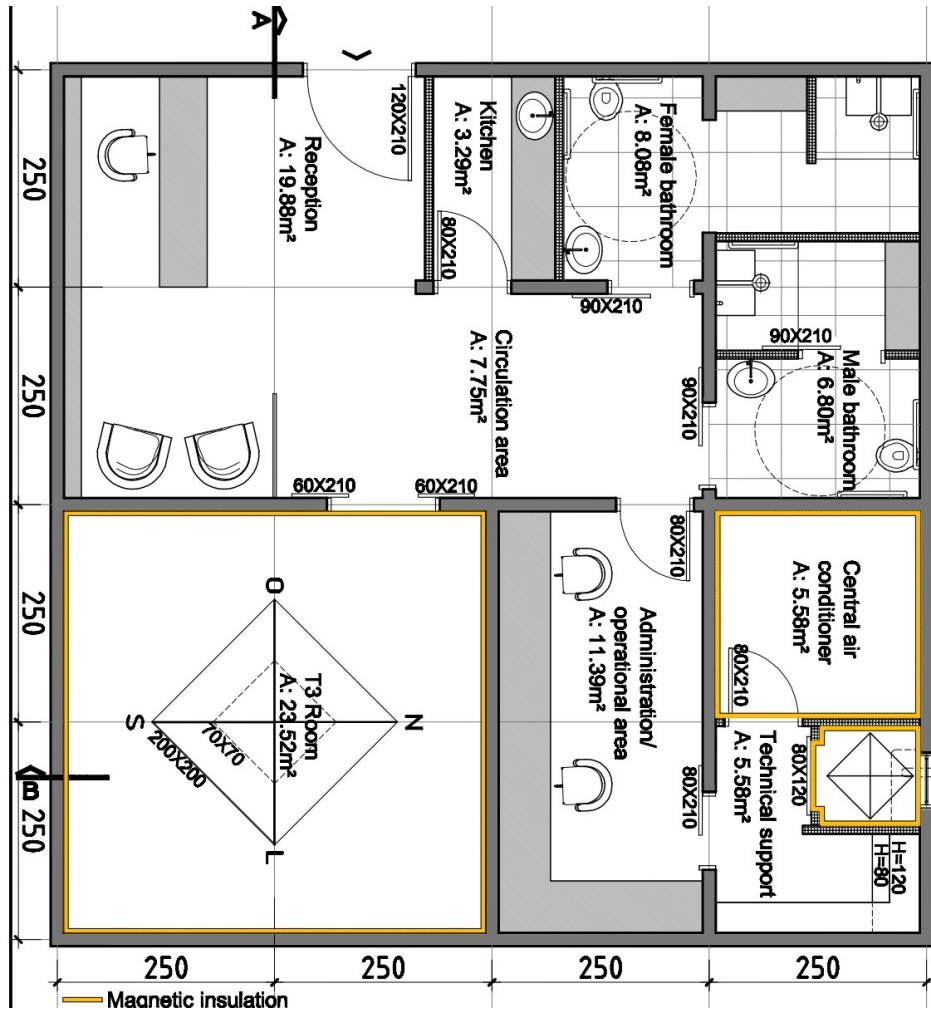 A
120X210
Reception
A: 19.88m²
Kitchen
A: 3.29m²
80X210
Female bathroom
A: 8.08m²
90X210
90X210
Male bathroom
A: 6.80m²
90X210
Circulation area
A: 7.75m²
60X210
60X210
250
250
250
250
80X210
Central air
conditioner
A: 5.58m²
80X210
Administration/
operational area
A: 11.39m²
80X210
Technical support
A: 5.58m²
80X120
H=120
H=80
O
N
S
L
T3 Room
A: 23.52m²
70X70
200X200
B
250
250
250
250
Magnetic insulation